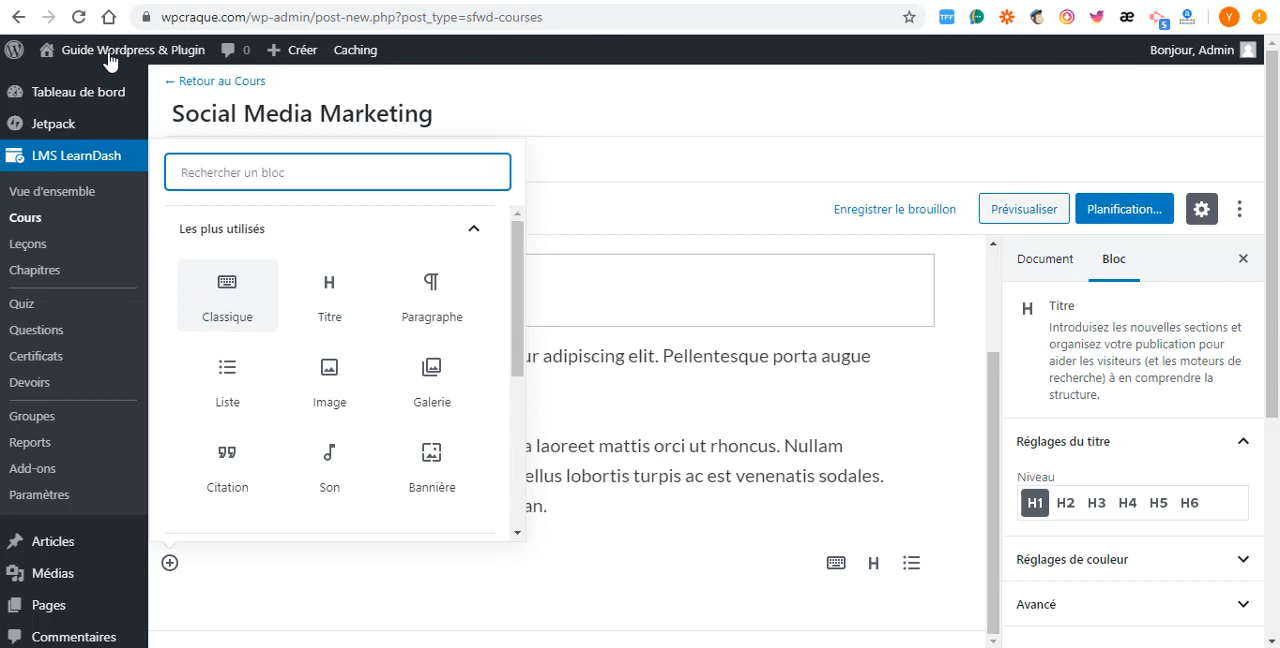 wpcraque.com/wp-admin/post-new.php?post_type=sfwd-courses
TFF
5
Y
Guide Wordpress & Plugin
0
Créer
Caching
Bonjour, Admin
Tableau de bord
Jetpack
LMS LearnDash
Vue d'ensemble
Cours
Leçons
Chapitres
Quiz
Questions
Certificats
Devoirs
Groupes
Reports
Add-ons
Paramètres
Articles
Médias
Pages
Commentaires
← Retour au Cours
Social Media Marketing
Rechercher un bloc
Les plus utilisés
Classique
Titre
Paragraphe
Liste
Image
Galerie
Citation
Son
Bannière
Enregistrer le brouillon
Prévisualiser
Planification...
ur adipiscing elit. Pellentesque porta augue
a laoreet mattis orci ut rhoncus. Nullam
ellus lobortis turpis ac est venenatis sodales.
an.
Document
Bloc
Titre
Introduisez les nouvelles sections et
organisez votre publication pour
aider les visiteurs (et les moteurs de
recherche) à en comprendre la
structure.
Réglages du titre
Niveau
H1 H2 H3 H4 H5 H6
Réglages de couleur
Avancé